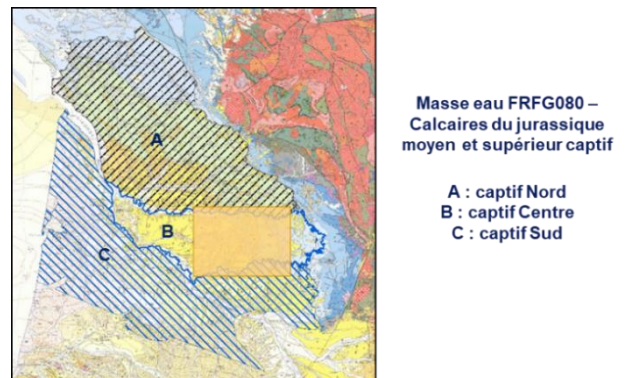 A
B
C
Masse eau FRFG080 –
Calcaires du jurassique
moyen et supérieur captif
A : captif Nord
B : captif Centre
C : captif Sud